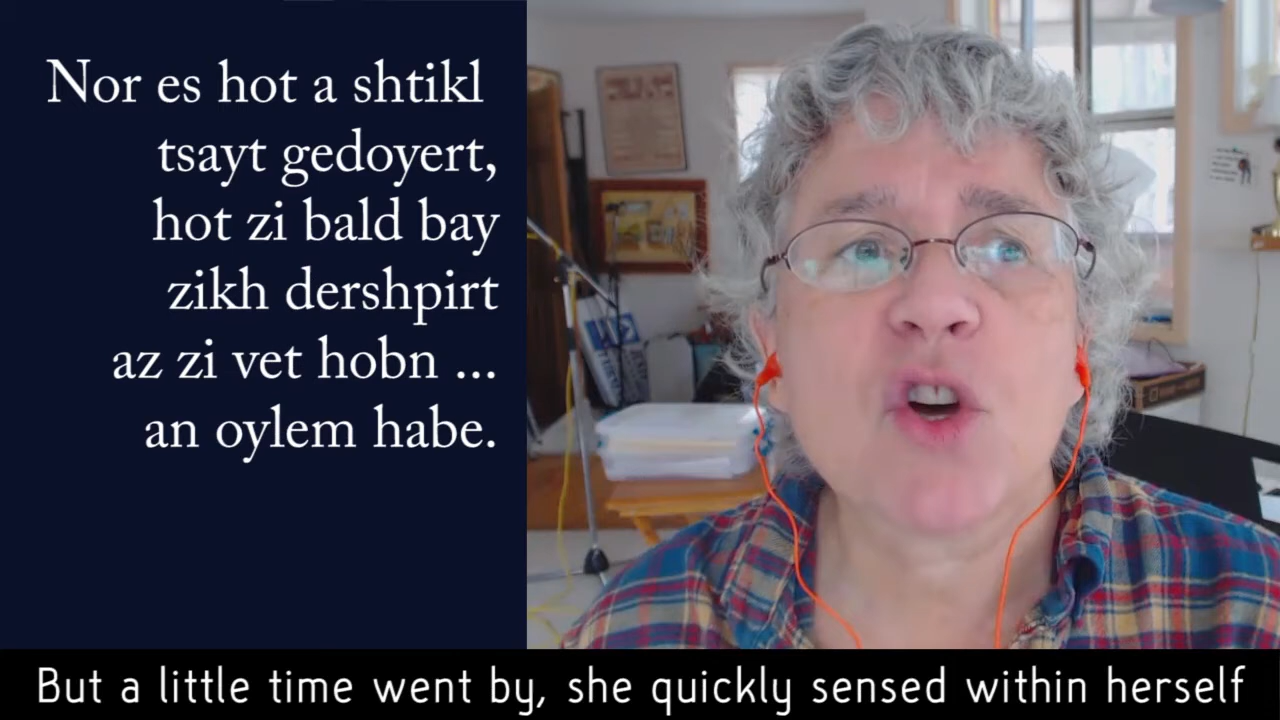 Nor es hot a shtikl
tsayt gedoyert,
hot zi bald bay
zikh dershpirt
az zi vet hobn ...
an oylem habe.
But a little time went by, she quickly sensed within herself